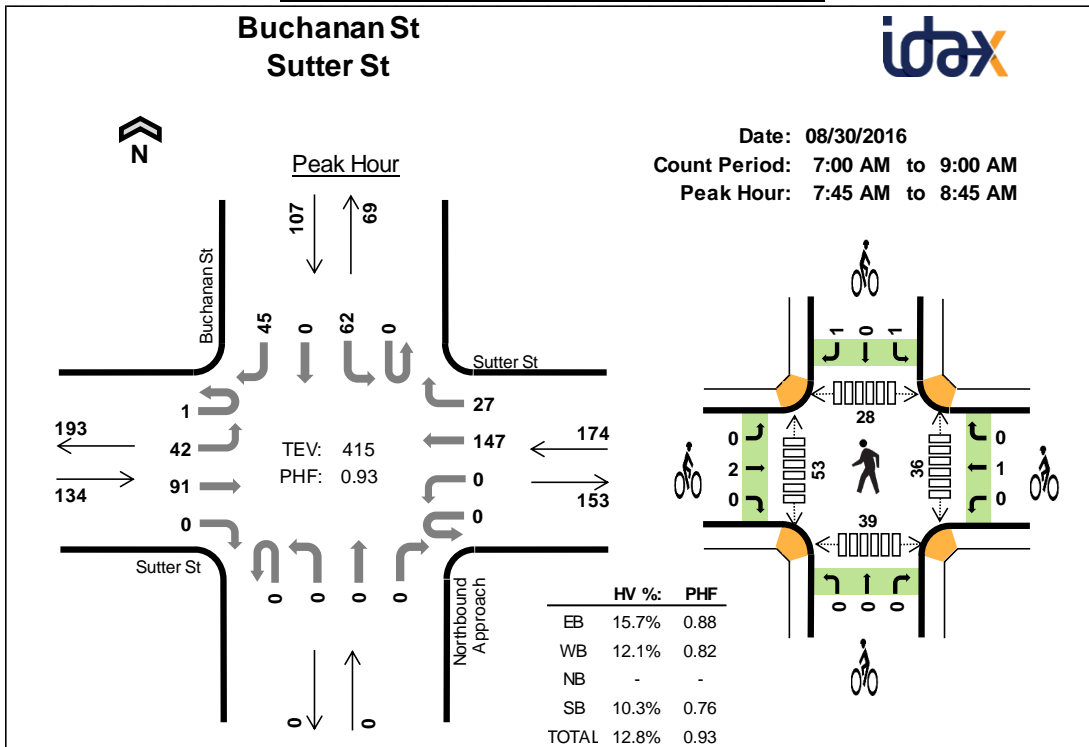 Buchanan St
Sutter St
idax
N
Peak Hour
Date: 08/30/2016
Count Period: 7:00 AM to 9:00 AM
Peak Hour: 7:45 AM to 8:45 AM
107
69
Buchanan St
45
0
62
0
Sutter St
1
42
91
0
193
134
TEV: 415
PHF: 0.93
27
147
0
0
174
153
Sutter St
0
0
0
0
Northbound
Approach
0
0
HV %: PHF
EB 15.7% 0.88
WB 12.1% 0.82
NB - -
SB 10.3% 0.76
TOTAL 12.8% 0.93
1
0
1
28
0
2
0
53
36
0
1
0
39
0
0
0